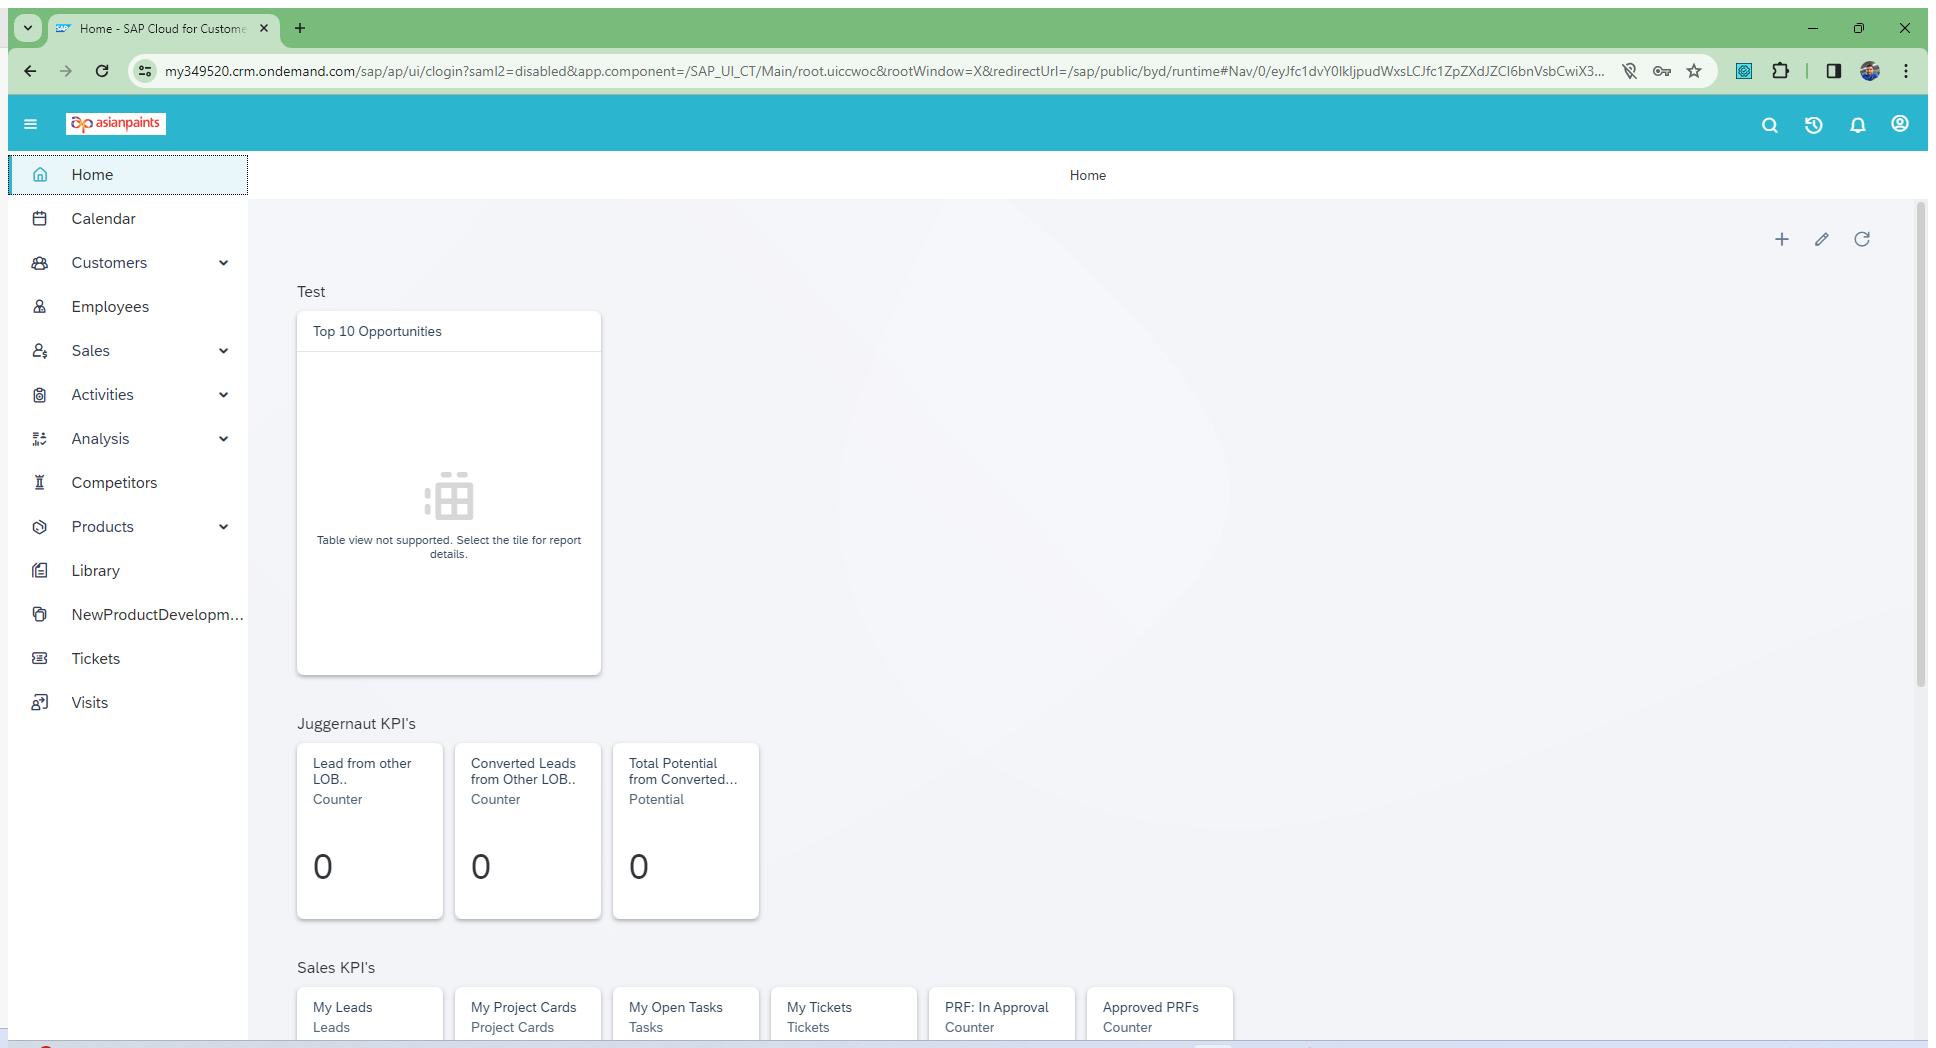 Home - SAP Cloud for Custome
my349520.crm.ondemand.com/sap/ap/ui/clogin?saml2=disabled&app.component=/SAP_UI_CT/Main/root.uiccwoc&rootWindow=X&redirectUrl=/sap/public/byd/runtime#Nav/0/eyJfc1dvY0lkIjpudWxsLCJfc1ZpZXdJZCI6bnVsbCwiX3...
asianpaints
Home
Calendar
Customers
Employees
Sales
Activities
Analysis
Competitors
Products
Library
NewProductDevelopm...
Tickets
Visits
Home
Test
Top 10 Opportunities
Table view not supported. Select the tile for report
details.
Juggernaut KPI's
Lead from other
LOB..
Counter
0
Converted Leads
from Other LOB..
Counter
0
Total Potential
from Converted...
Potential
0
Sales KPI's
My Leads
Leads
My Project Cards
Project Cards
My Open Tasks
Tasks
My Tickets
Tickets
PRF: In Approval
Counter
Approved PRFs
Counter